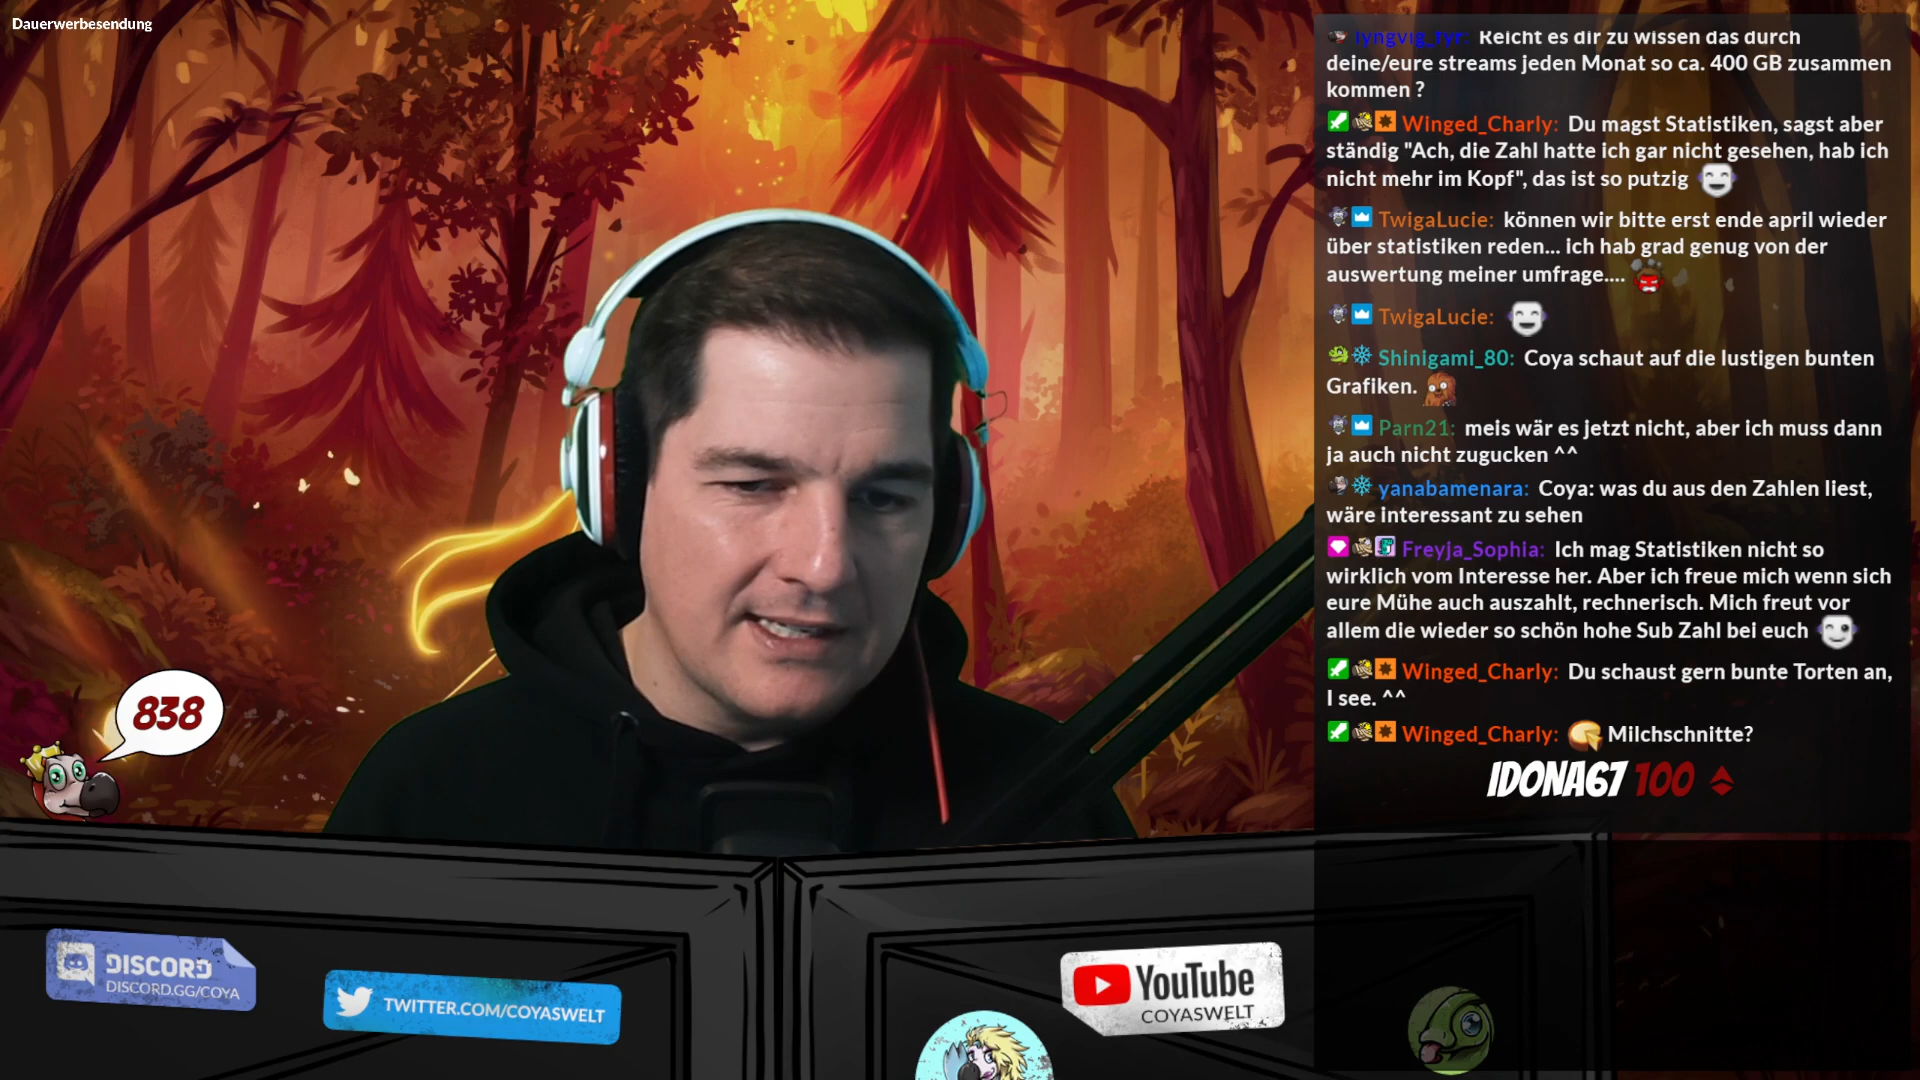 Dauerwerbesendung
lyngvig_fyr: Reicht es dir zu wissen das durch
deine/eure streams jeden Monat so ca. 400 GB zusammen
kommen ?
Winged_Charly: Du magst Statistiken, sagst aber
ständig "Ach, die Zahl hatte ich gar nicht gesehen, hab ich
nicht mehr im Kopf", das ist so putzig
TwigaLucie: können wir bitte erst ende april wieder
über statistiken reden... ich hab grad genug von der
auswertung meiner umfrage....
TwigaLucie:
Shinigami_80: Coya schaut auf die lustigen bunten
Grafiken.
Parn21: meis wär es jetzt nicht, aber ich muss dann
ja auch nicht zugucken ^^
yanabamenara: Coya: was du aus den Zahlen liest,
wäre interessant zu sehen
Freyja_Sophia: Ich mag Statistiken nicht so
wirklich vom Interesse her. Aber ich freue mich wenn sich
eure Mühe auch auszahlt, rechnerisch. Mich freut vor
allem die wieder so schön hohe Sub Zahl bei euch
Winged_Charly: Du schaust gern bunte Torten an,
I see. ^^
Winged_Charly: Milchschnitte?
IDONA67 100
838
DISCORD
DISCORD.GG/COYA
TWITTER.COM/COYASWELT
YouTube
COYASWELT